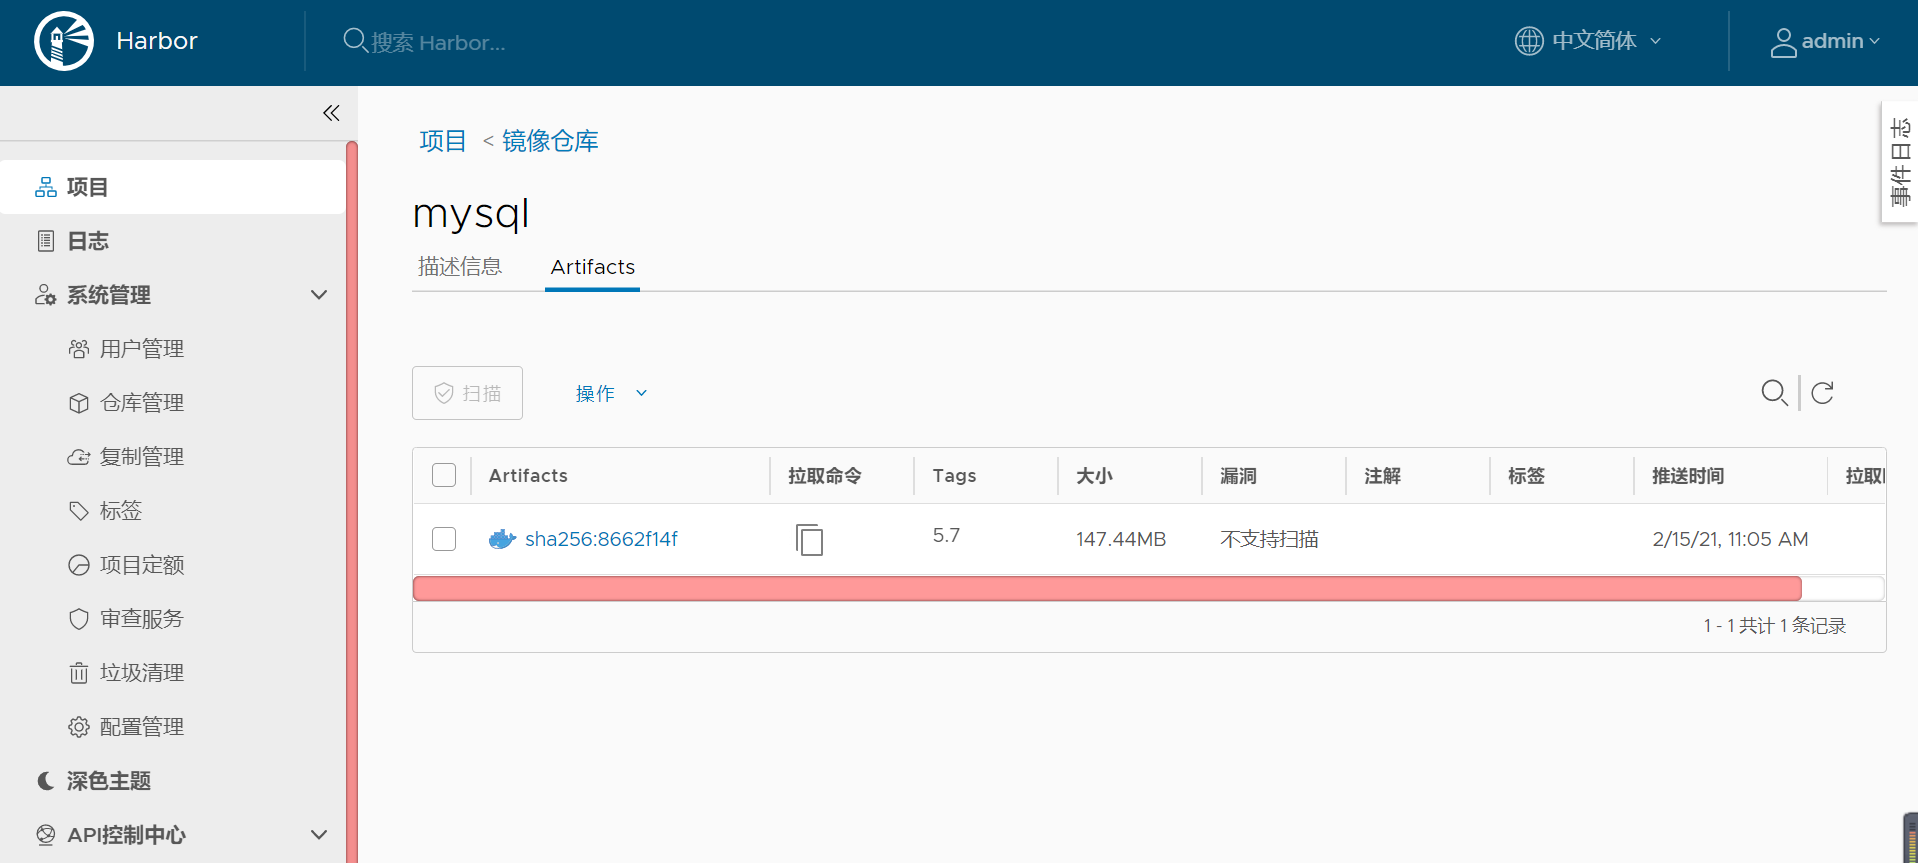 Harbor
搜索 Harbor...
中文简体
admin
项目
日志
系统管理
用户管理
仓库管理
复制管理
标签
项目定额
审查服务
垃圾清理
配置管理
深色主题
API控制中心
项目 < 镜像仓库
mysql
描述信息 Artifacts
扫描 操作
Artifacts 拉取命令 Tags 大小 漏洞 注解 标签 推送时间 拉取
sha256:8662f14f 5.7 147.44MB 不支持扫描 2/15/21, 11:05 AM
1 - 1 共计 1 条记录
事件日志